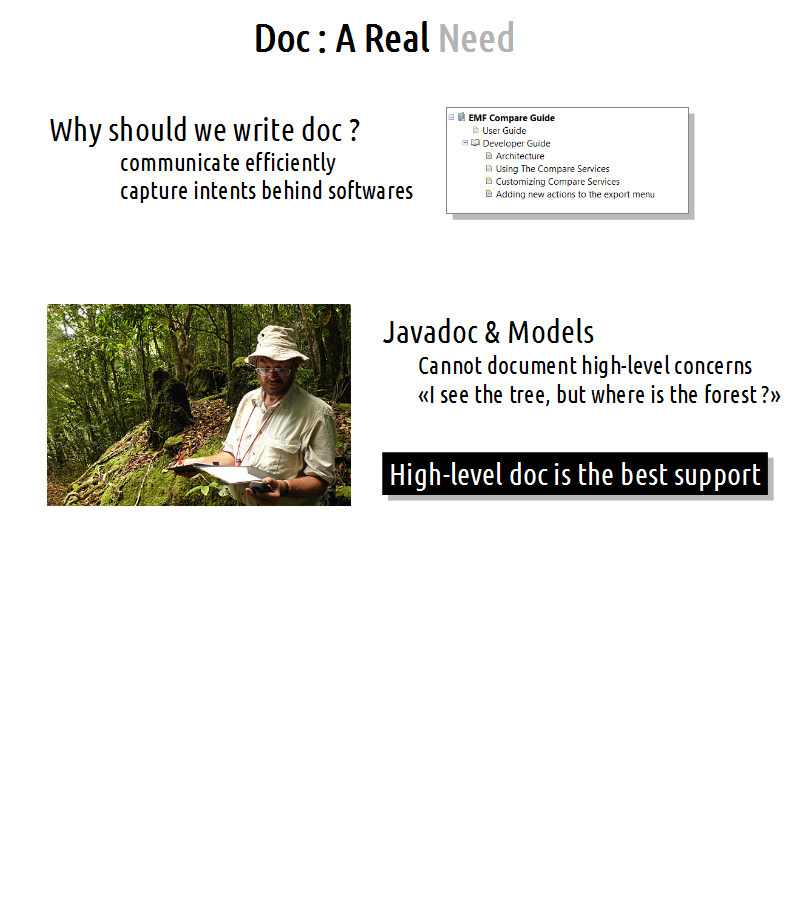 Doc : A Real Need
Why should we write doc ?
communicate efficiently
capture intents behind softwares
EMF Compare Guide
User Guide
Developer Guide
Architecture
Using The Compare Services
Customizing Compare Services
Adding new actions to the export menu
Javadoc & Models
Cannot document high-level concerns
«I see the tree, but where is the forest ?»
High-level doc is the best support